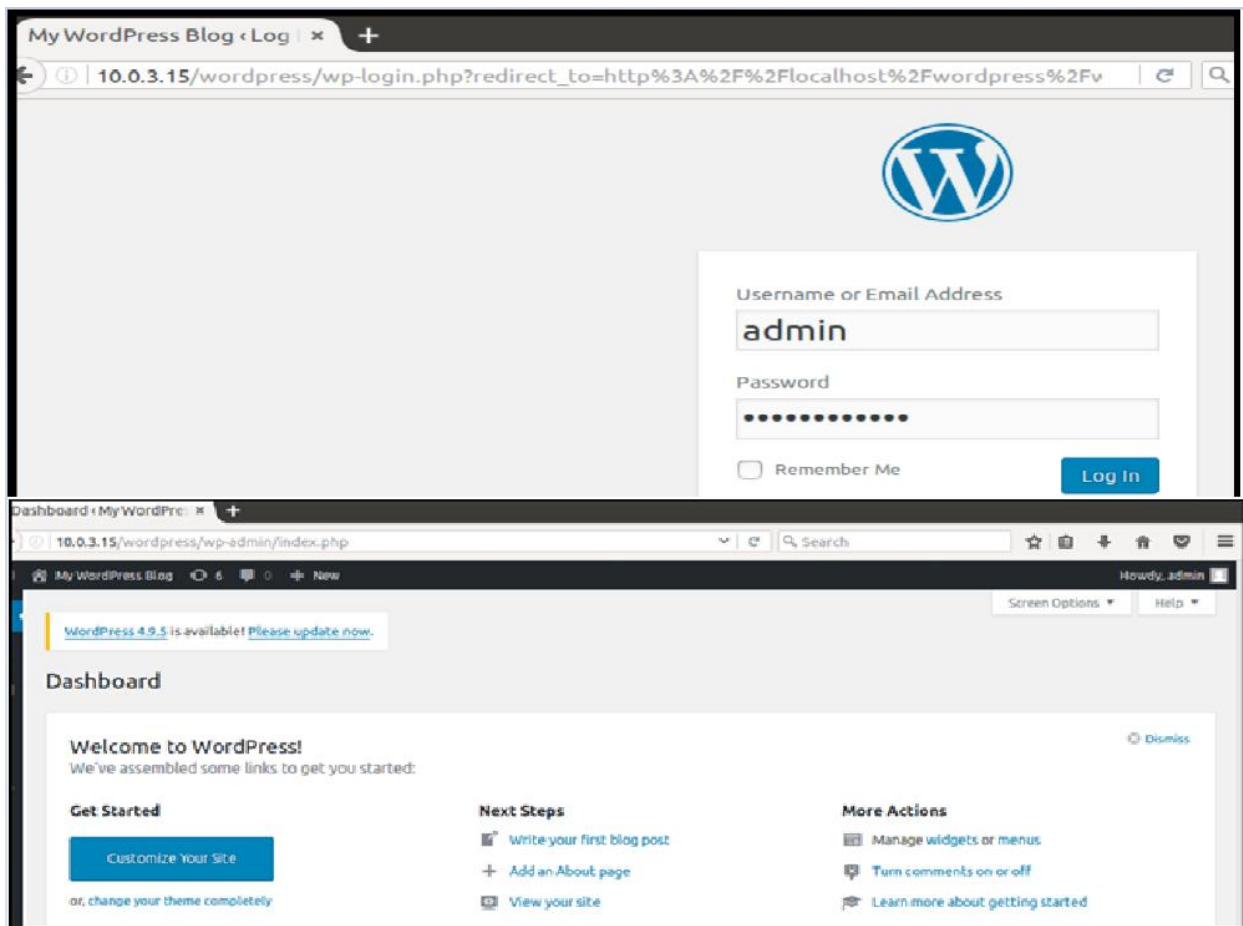 My WordPress Blog ‹ Log
10.0.3.15/wordpress/wp-login.php?redirect_to=http%3A%2F%2Flocalhost%2Fwordpress%2Fw
Username or Email Address
admin
Password
Remember Me
Log In
Dashboard ‹ My WordPre
10.0.3.15/wordpress/wp-admin/index.php
Search
My WordPress Blog 6 0 New
Howdy, admin
Screen Options Help
WordPress 4.9.5 is available! Please update now.
Dashboard
Welcome to WordPress!
Dismiss
We've assembled some links to get you started:
Get Started
Next Steps
More Actions
Customize Your Site
Write your first blog post
Manage widgets or menus
Add an About page
Turn comments on or off
or, change your theme completely
View your site
Learn more about getting started